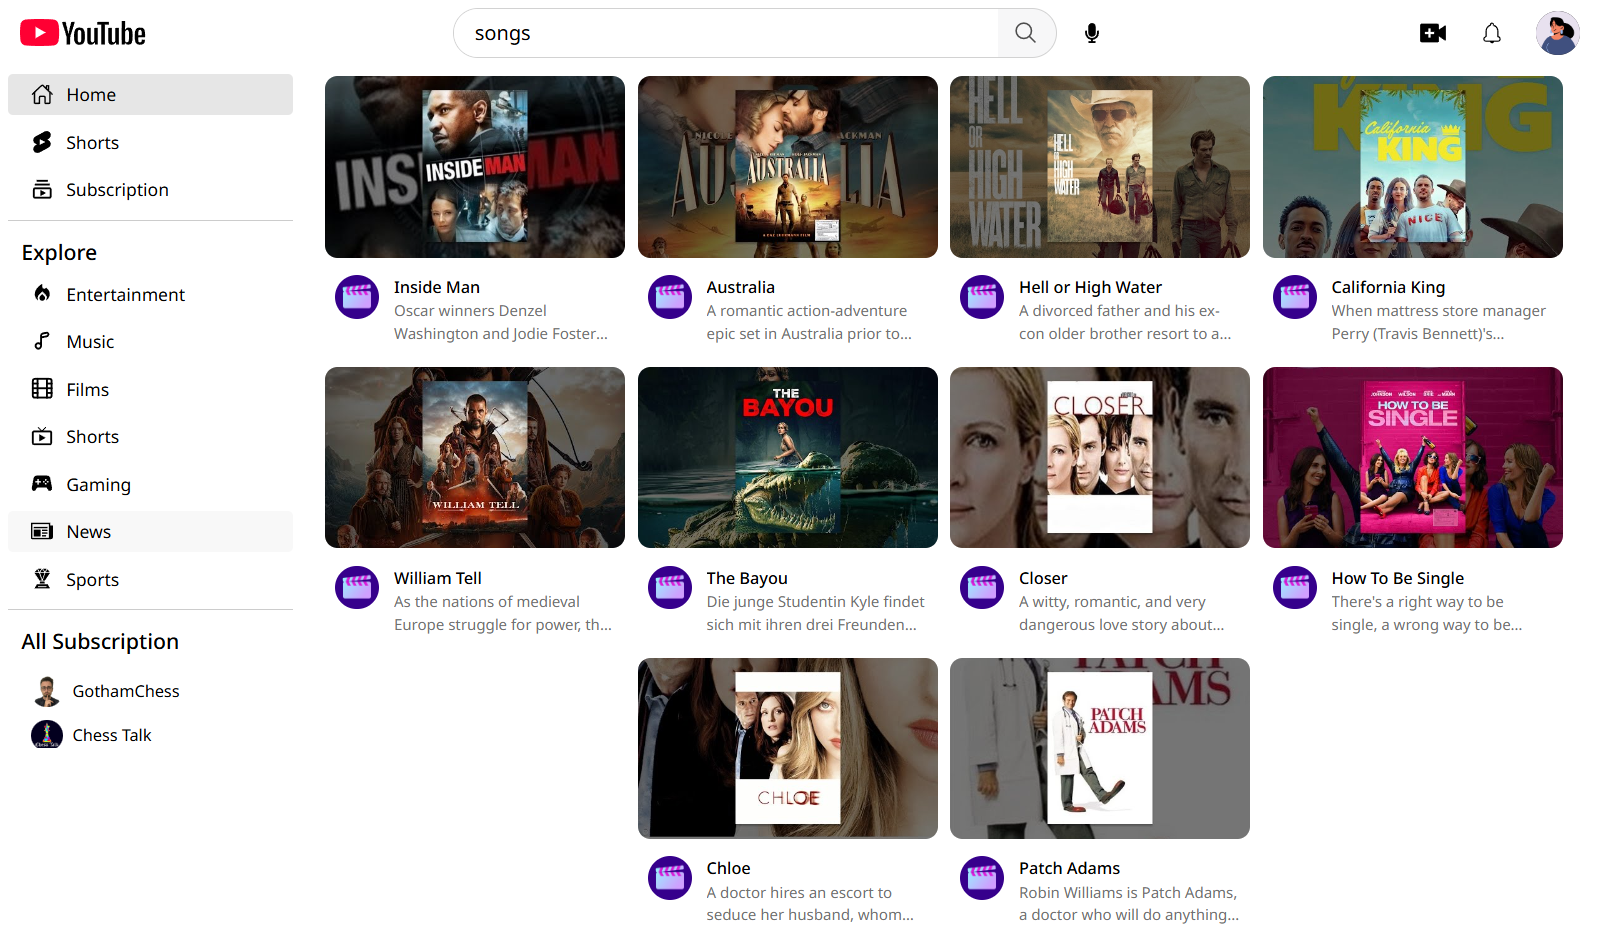 YouTube
songs
Home
Shorts
Subscription
Explore
Entertainment
Music
Films
Shorts
Gaming
News
Sports
All Subscription
GothamChess
Chess Talk
INSIDE MAN
Inside Man
Oscar winners Denzel
Washington and Jodie Foster...
AUSTRALIA
Australia
A romantic action-adventure
epic set in Australia prior to...
HELL
OR
HIGH
WATER
HELL
OR
HIGH
WATER
Hell or High Water
A divorced father and his ex-
con older brother resort to a...
KING
California
KING
NICE
California King
When mattress store manager
Perry (Travis Bennett)'s...
WILLIAM TELL
William Tell
As the nations of medieval
Europe struggle for power, th...
THE
BAYOU
The Bayou
Die junge Studentin Kyle findet
sich mit ihren drei Freunden...
CLOSER
Closer
A witty, romantic, and very
dangerous love story about...
HOW TO BE
SINGLE
How To Be Single
There's a right way to be
single, a wrong way to be...
CHLOE
Chloe
A doctor hires an escort to
seduce her husband, whom...
PATCH
ADAMS
Patch Adams
Robin Williams is Patch Adams,
a doctor who will do anything...